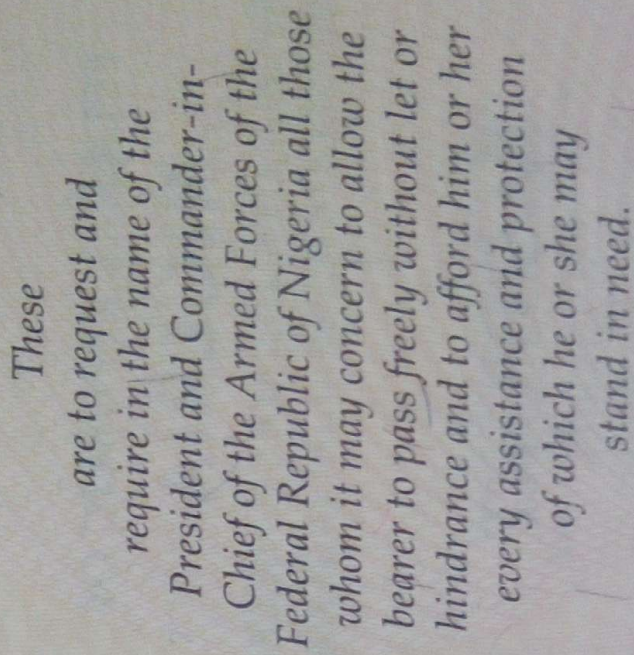 These
are to request and
require in the name of the
President and Commander-in-
Chief of the Armed Forces of the
Federal Republic of Nigeria all those
whom it may concern to allow the
bearer to pass freely without let or
hindrance and to afford him or her
every assistance and protection
of which he or she may
stand in need.